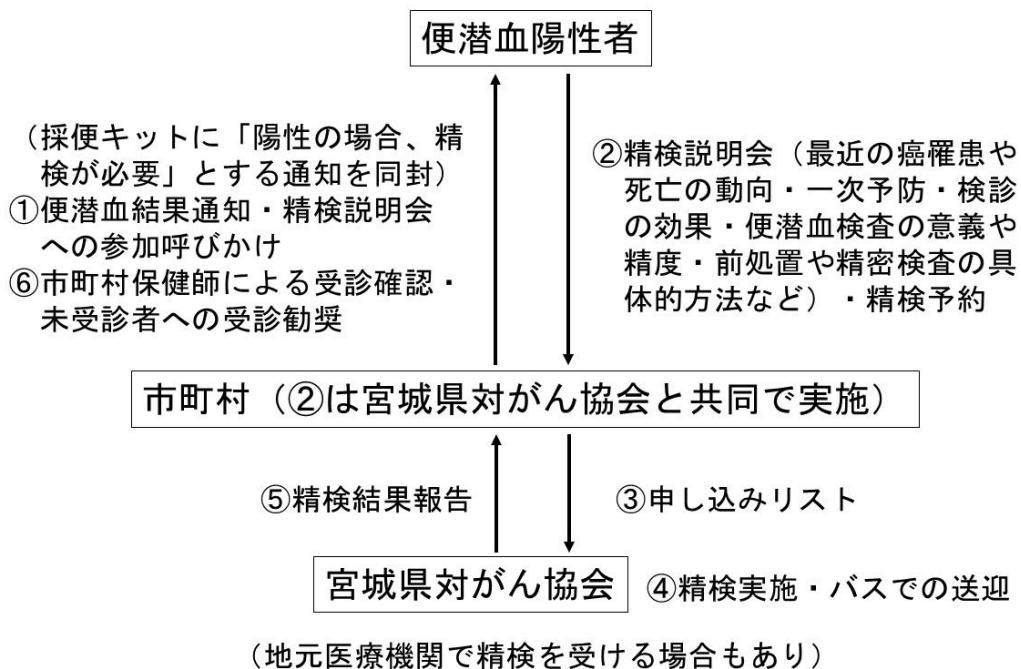 便潜血陽性者
（採便キットに「陽性の場合、精
検が必要」とする通知を同封）
①便潜血結果通知・精検説明会
への参加呼びかけ
⑥市町村保健師による受診確認・
未受診者への受診勧奨
②精検説明会（最近の癌罹患や
死亡の動向・一次予防・検診
の効果・便潜血検査の意義や
精度・前処置や精密検査の具
体的方法など）・精検予約
市町村（②は宮城県対がん協会と共同で実施）
⑤精検結果報告
③申し込みリスト
宮城県対がん協会
④精検実施・バスでの送迎
（地元医療機関で精検を受ける場合もあり）